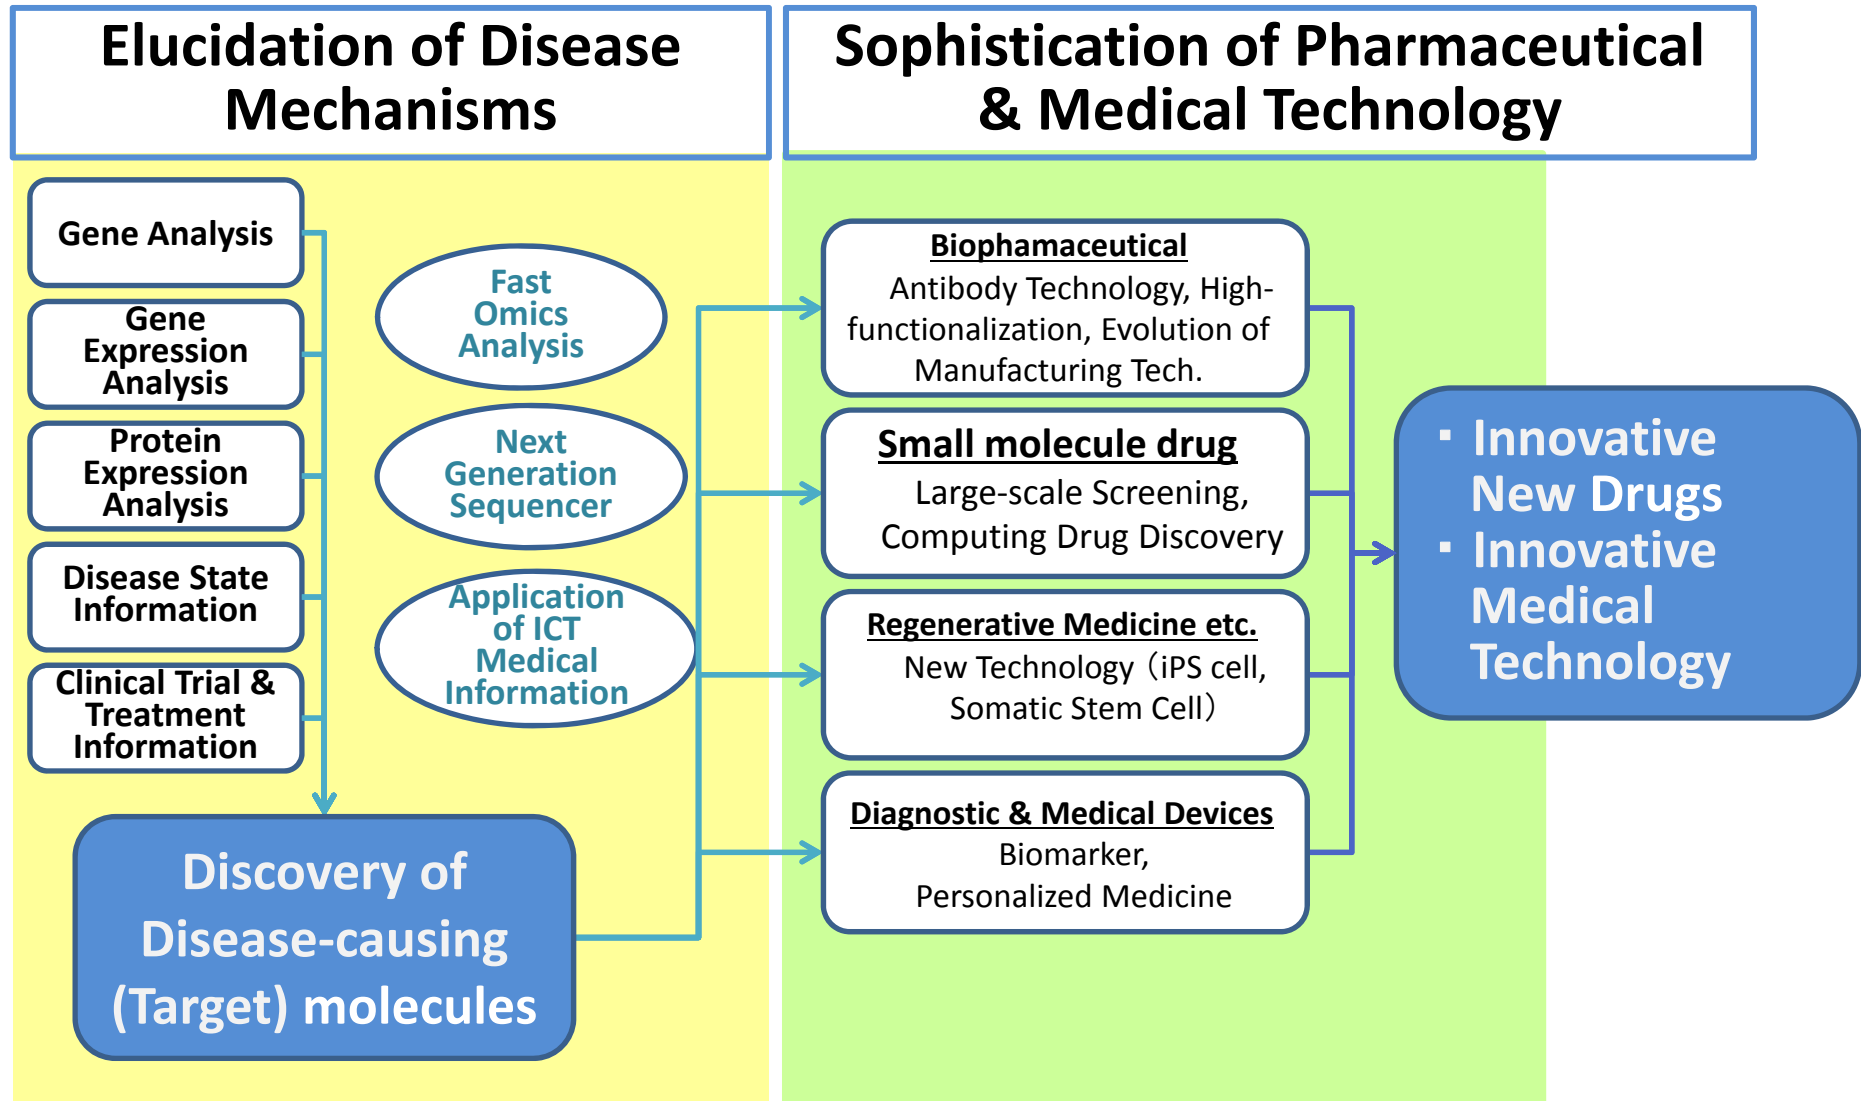 Elucidation of Disease
Mechanisms
Sophistication of Pharmaceutical
& Medical Technology
Gene Analysis
Gene
Expression
Analysis
Protein
Expression
Analysis
Disease State
Information
Clinical Trial &
Treatment
Information
Fast
Omics
Analysis
Next
Generation
Sequencer
Application
of ICT
Medical
Information
Discovery of
Disease-causing
(Target) molecules
Biophamaceutical
Antibody Technology, High-
functionalization, Evolution of
Manufacturing Tech.
Small molecule drug
Large-scale Screening,
Computing Drug Discovery
Regenerative Medicine etc.
New Technology（iPS cell,
Somatic Stem Cell）
Diagnostic & Medical Devices
Biomarker,
Personalized Medicine
・Innovative
New Drugs
・Innovative
Medical
Technology